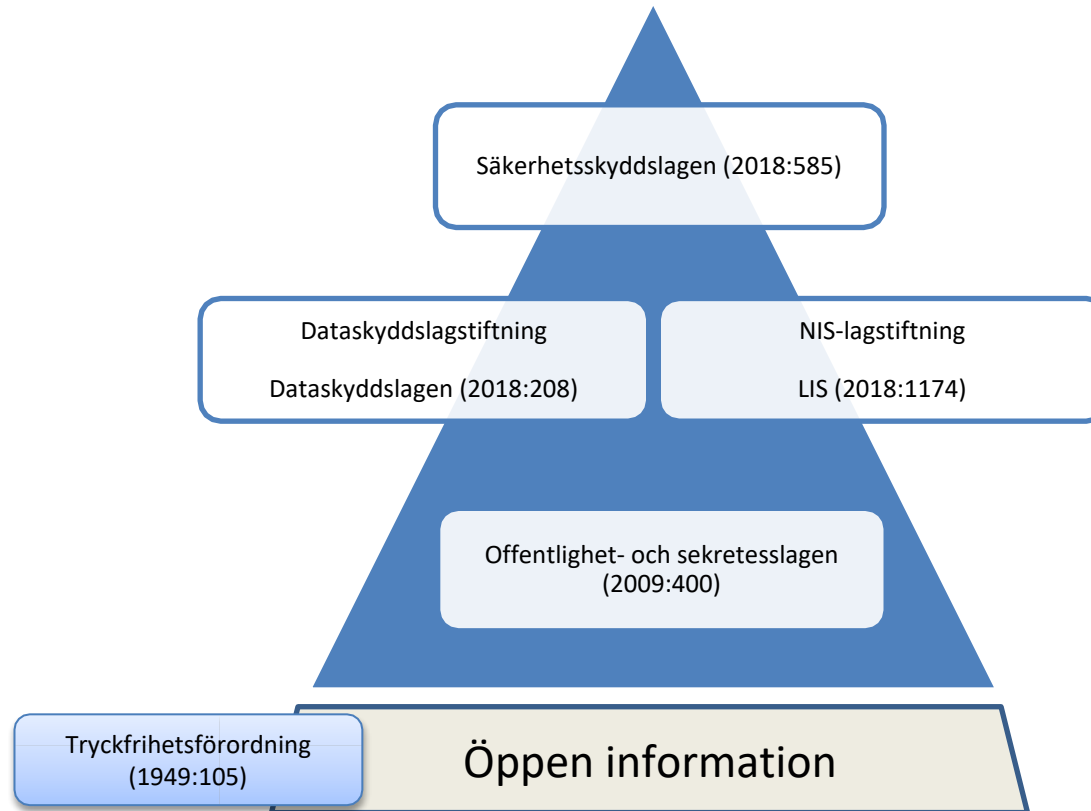 Säkerhetsskyddslagen (2018:585)
Dataskyddslagstiftning
Dataskyddslagen (2018:208)
NIS-lagstiftning
LIS (2018:1174)
Offentlighet- och sekretesslagen
(2009:400)
Tryckfrihetsförordning
(1949:105)
Öppen information